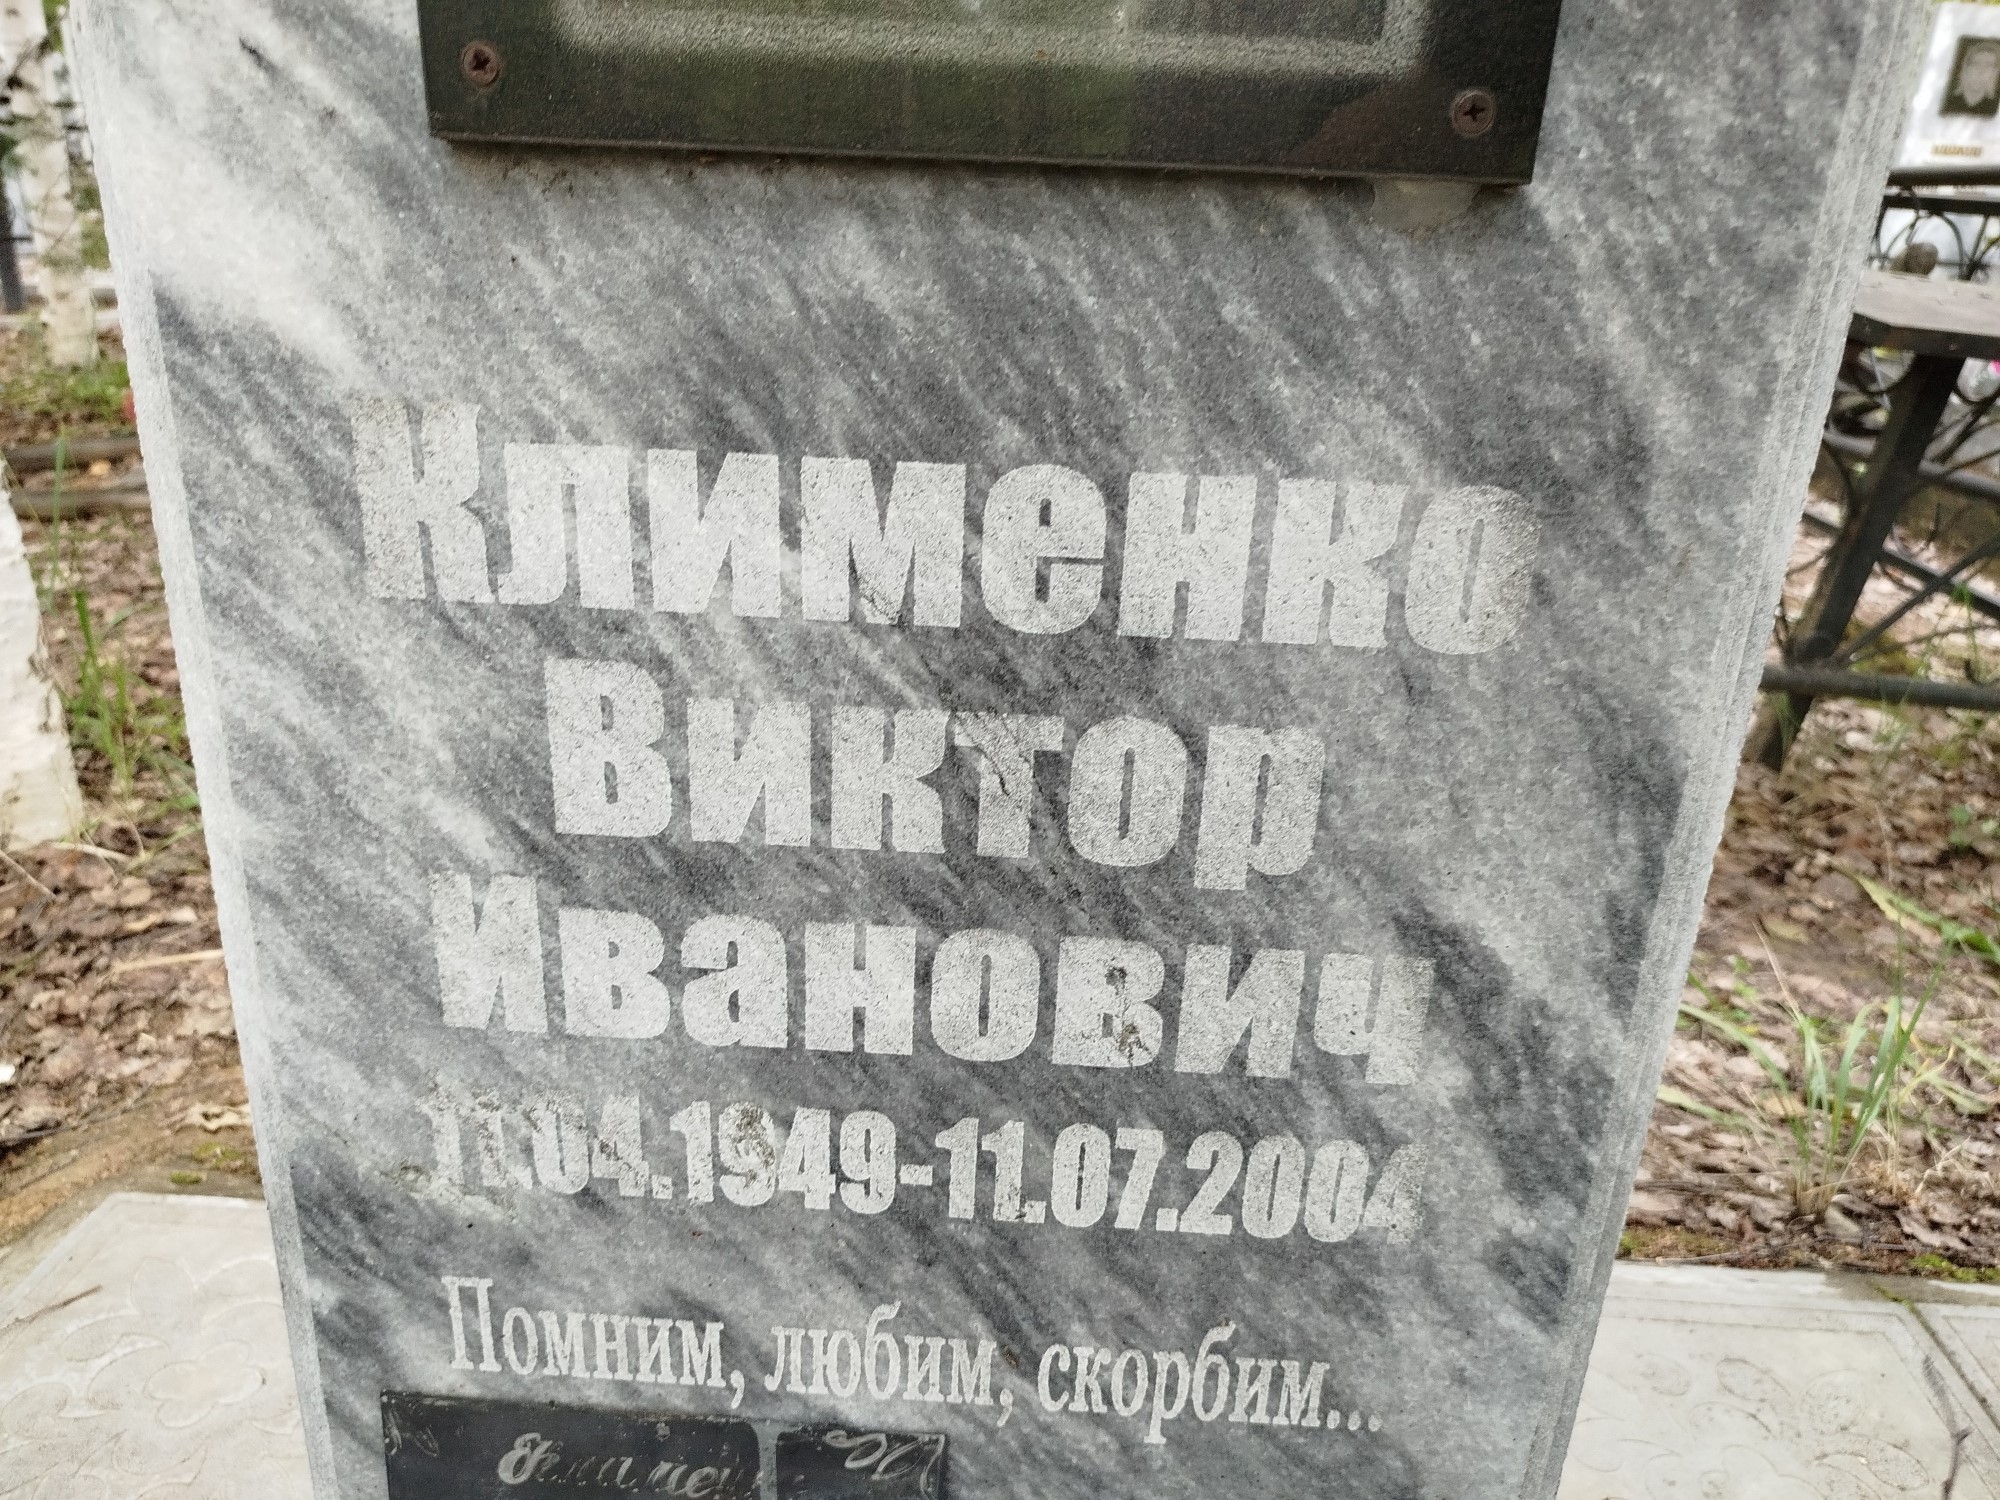 Клименко
Виктор
Иванович
11.04.1949-11.07.2004
Помним, любим, скорбим...